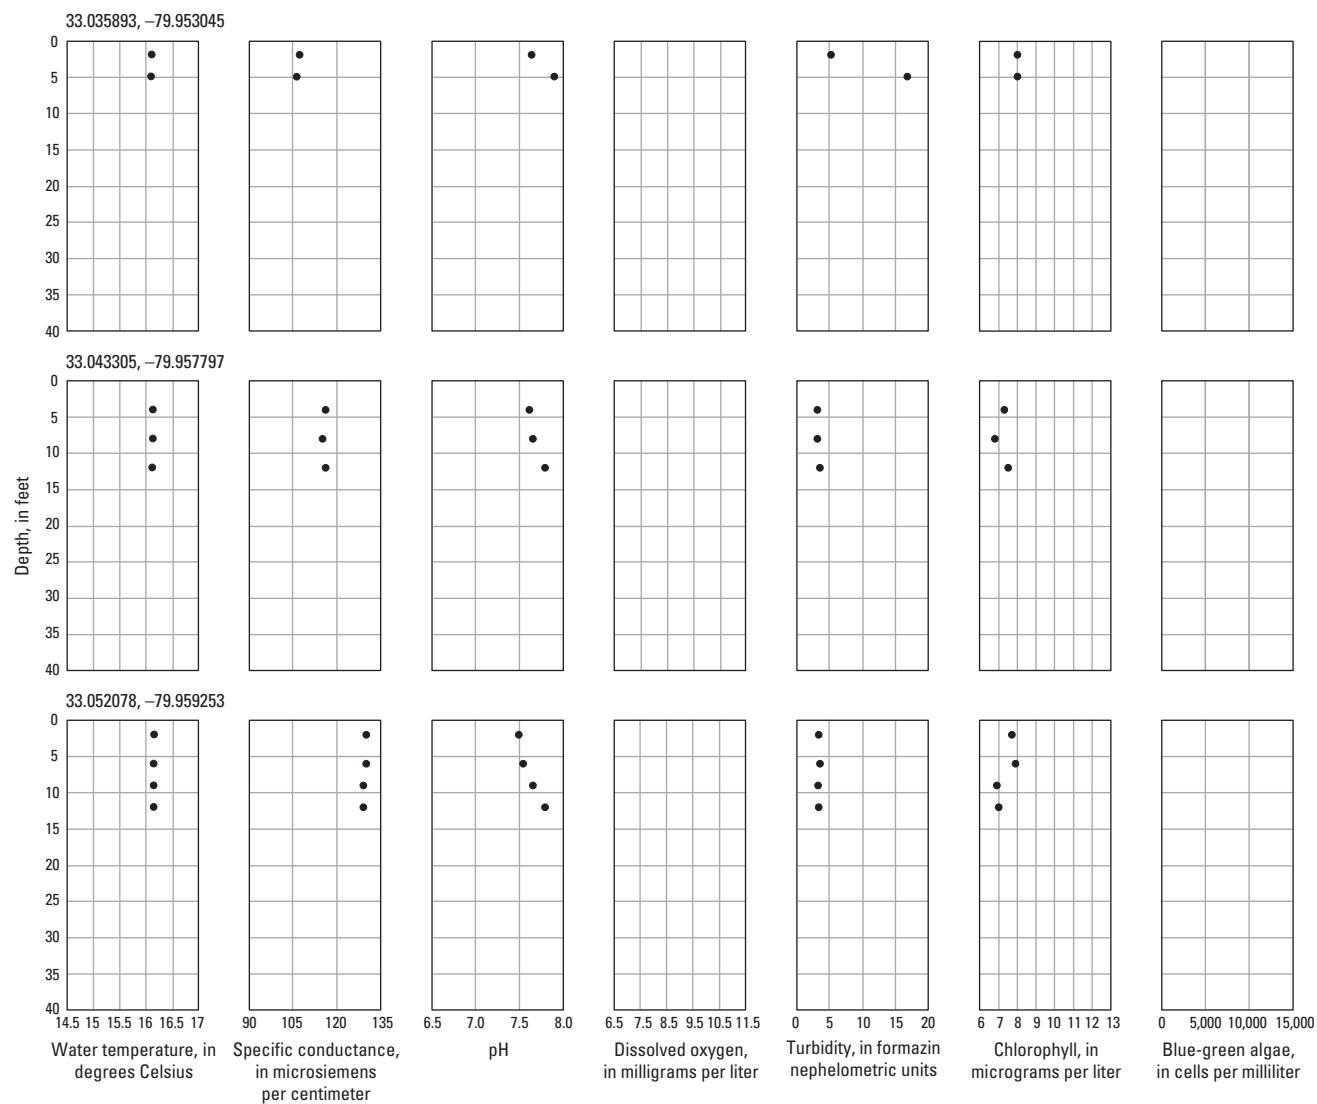 33.035893, –79.953045
0
5
10
15
20
25
30
35
40
33.043305, –79.957797
0
5
10
15
20
25
30
35
40
Depth, in feet
33.052078, –79.959253
0
5
10
15
20
25
30
35
40
14.5 15 15.5 16 16.5 17
90 105 120 135
6.5 7.0 7.5 8.0
6.5 7.5 8.5 9.5 10.5 11.5
0 5 10 15 20
6 7 8 9 10 11 12 13
0 5,000 10,000 15,000
Water temperature, in
degrees Celsius
Specific conductance,
in microsiemens
per centimeter
pH
Dissolved oxygen,
in milligrams per liter
Turbidity, in formazin
nephelometric units
Chlorophyll, in
micrograms per liter
Blue-green algae,
in cells per milliliter